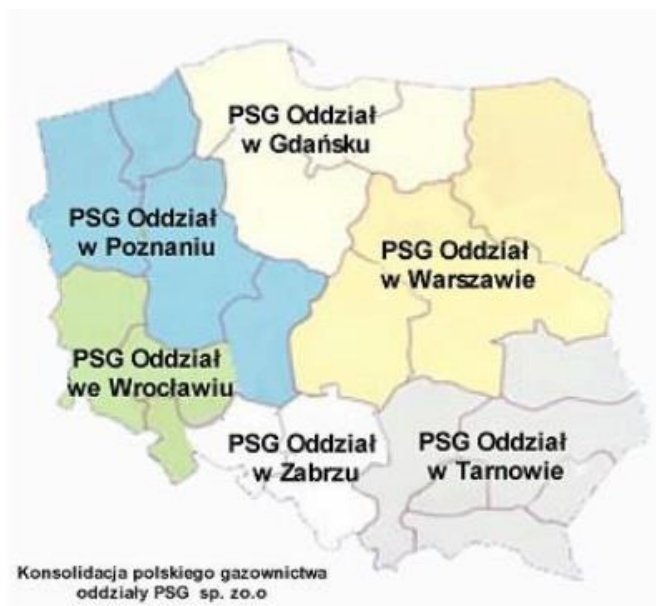 PSG Oddział
w Gdańsku
PSG Oddział
w Poznaniu
PSG Oddział
w Warszawie
PSG Oddział
we Wrocławiu
PSG Oddział
w Zabrzu
PSG Oddział
w Tarnowie
Konsolidacja polskiego gazownictwa
oddziały PSG sp. zo.o